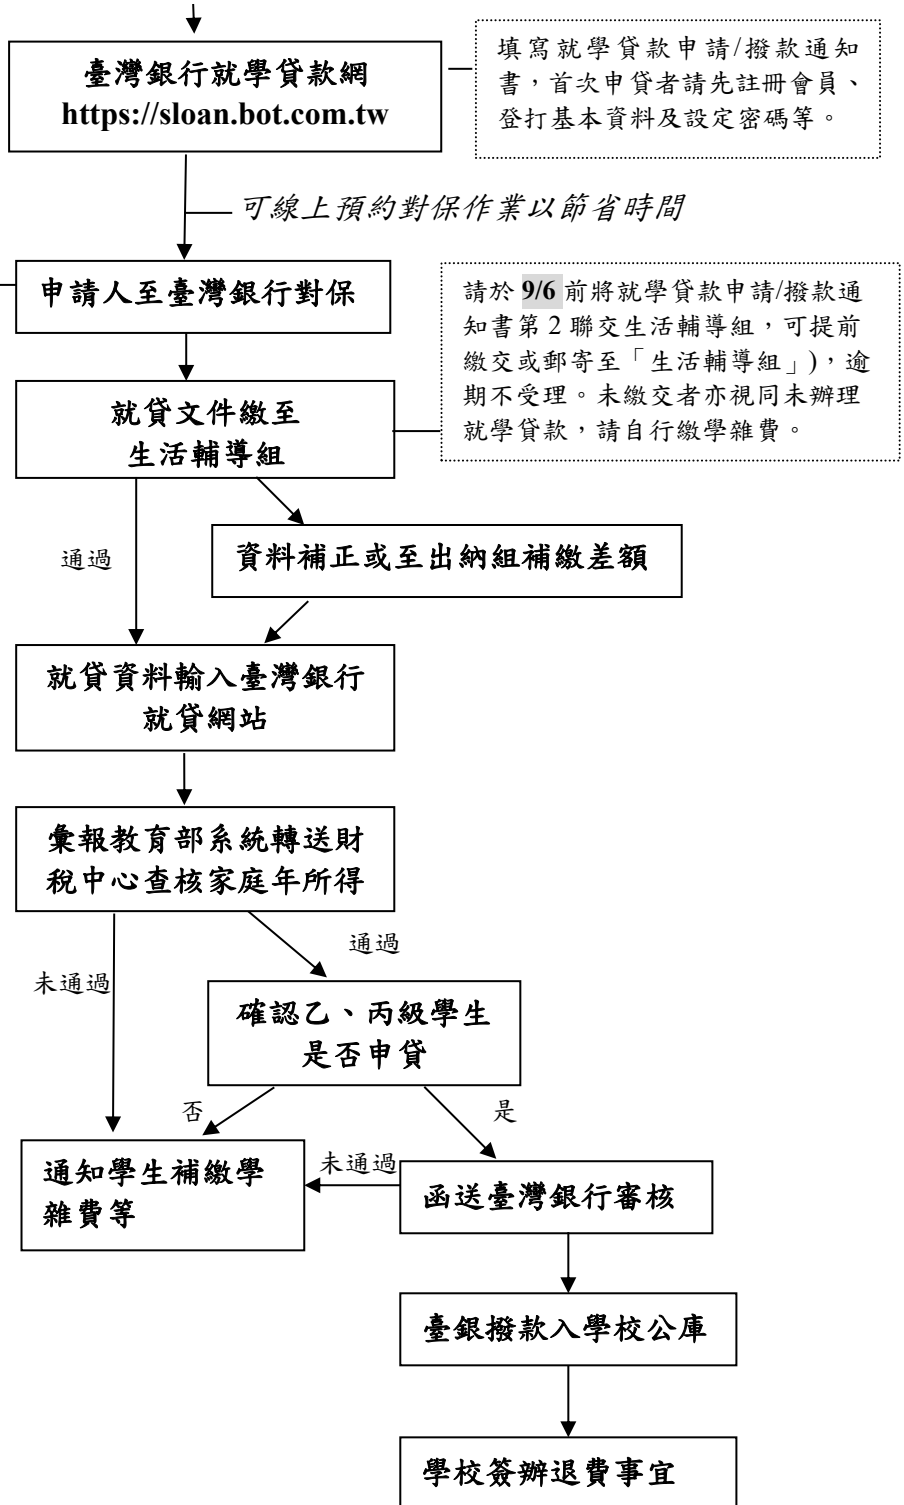 臺灣銀行就學貸款網
https://sloan.bot.com.tw
填寫就學貸款申請/撥款通知
書，首次申貸者請先註冊會員、
登打基本資料及設定密碼等。
可線上預約對保作業以節省時間
申請人至臺灣銀行對保
請於 9/6 前將就學貸款申請/撥款通
知書第 2 聯交生活輔導組，可提前
繳交或郵寄至「生活輔導組」)，逾
期不受理。未繳交者亦視同未辦理
就學貸款，請自行繳學雜費。
就貸文件繳至
生活輔導組
通過
資料補正或至出納組補繳差額
就貸資料輸入臺灣銀行
就貸網站
彙報教育部系統轉送財
稅中心查核家庭年所得
通過
未通過
確認乙、丙級學生
是否申貸
否
是
通知學生補繳學
雜費等
未通過
函送臺灣銀行審核
臺銀撥款入學校公庫
學校簽辦退費事宜